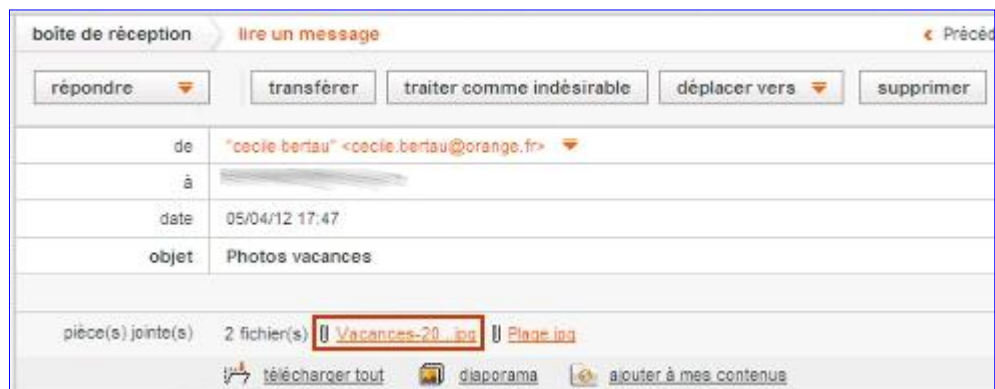 boîte de réception lire un message Précéd
répondre transférer traiter comme indésirable déplacer vers supprimer
de "cecile bertau" <cecile.bertau@orange.fr>
à
date 05/04/12 17:47
objet Photos vacances
pièce(s) jointe(s) 2 fichier(s) Vacances-20...jpg Plage.jpg
télécharger tout diaporama ajouter à mes contenus